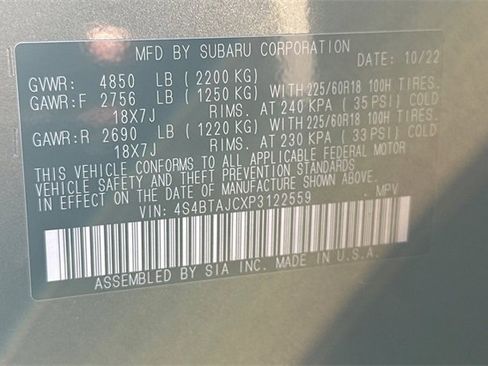 MFD BY SUBARU CORPORATION DATE: 10/22
GVWR: 4850 LB (2200 KG)
GAWR:F 2756 LB (1250 KG) WITH 225/60R18 100H TIRES.
18X7J RIMS. AT 240 KPA (35 PSI) COLD
GAWR:R 2690 LB (1220 KG) WITH 225/60R18 100H TIRES.
18X7J RIMS. AT 230 KPA (33 PSI) COLD
THIS VEHICLE CONFORMS TO ALL APPLICABLE FEDERAL MOTOR
VEHICLE SAFETY AND THEFT PREVENTION STANDARDS
IN EFFECT ON THE DATE OF MANUFACTURE SHOWN ABOVE.
VIN: 4S4BTAJCXP3122559 . MPV
ASSEMBLED BY SIA INC. MADE IN U.S.A.